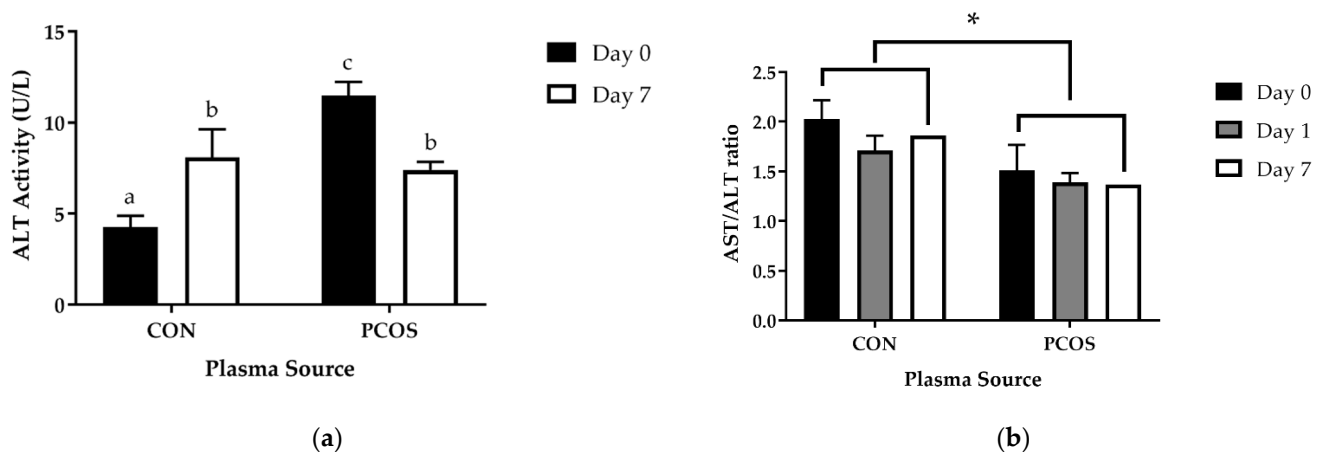 15
10
5
0
ALT Activity (U/L)
a
b
c
b
CON
PCOS
Plasma Source
Day 0
Day 7
(a)
*
2.5
2.0
1.5
1.0
0.5
0.0
AST/ALT ratio
CON
PCOS
Plasma Source
Day 0
Day 1
Day 7
(b)